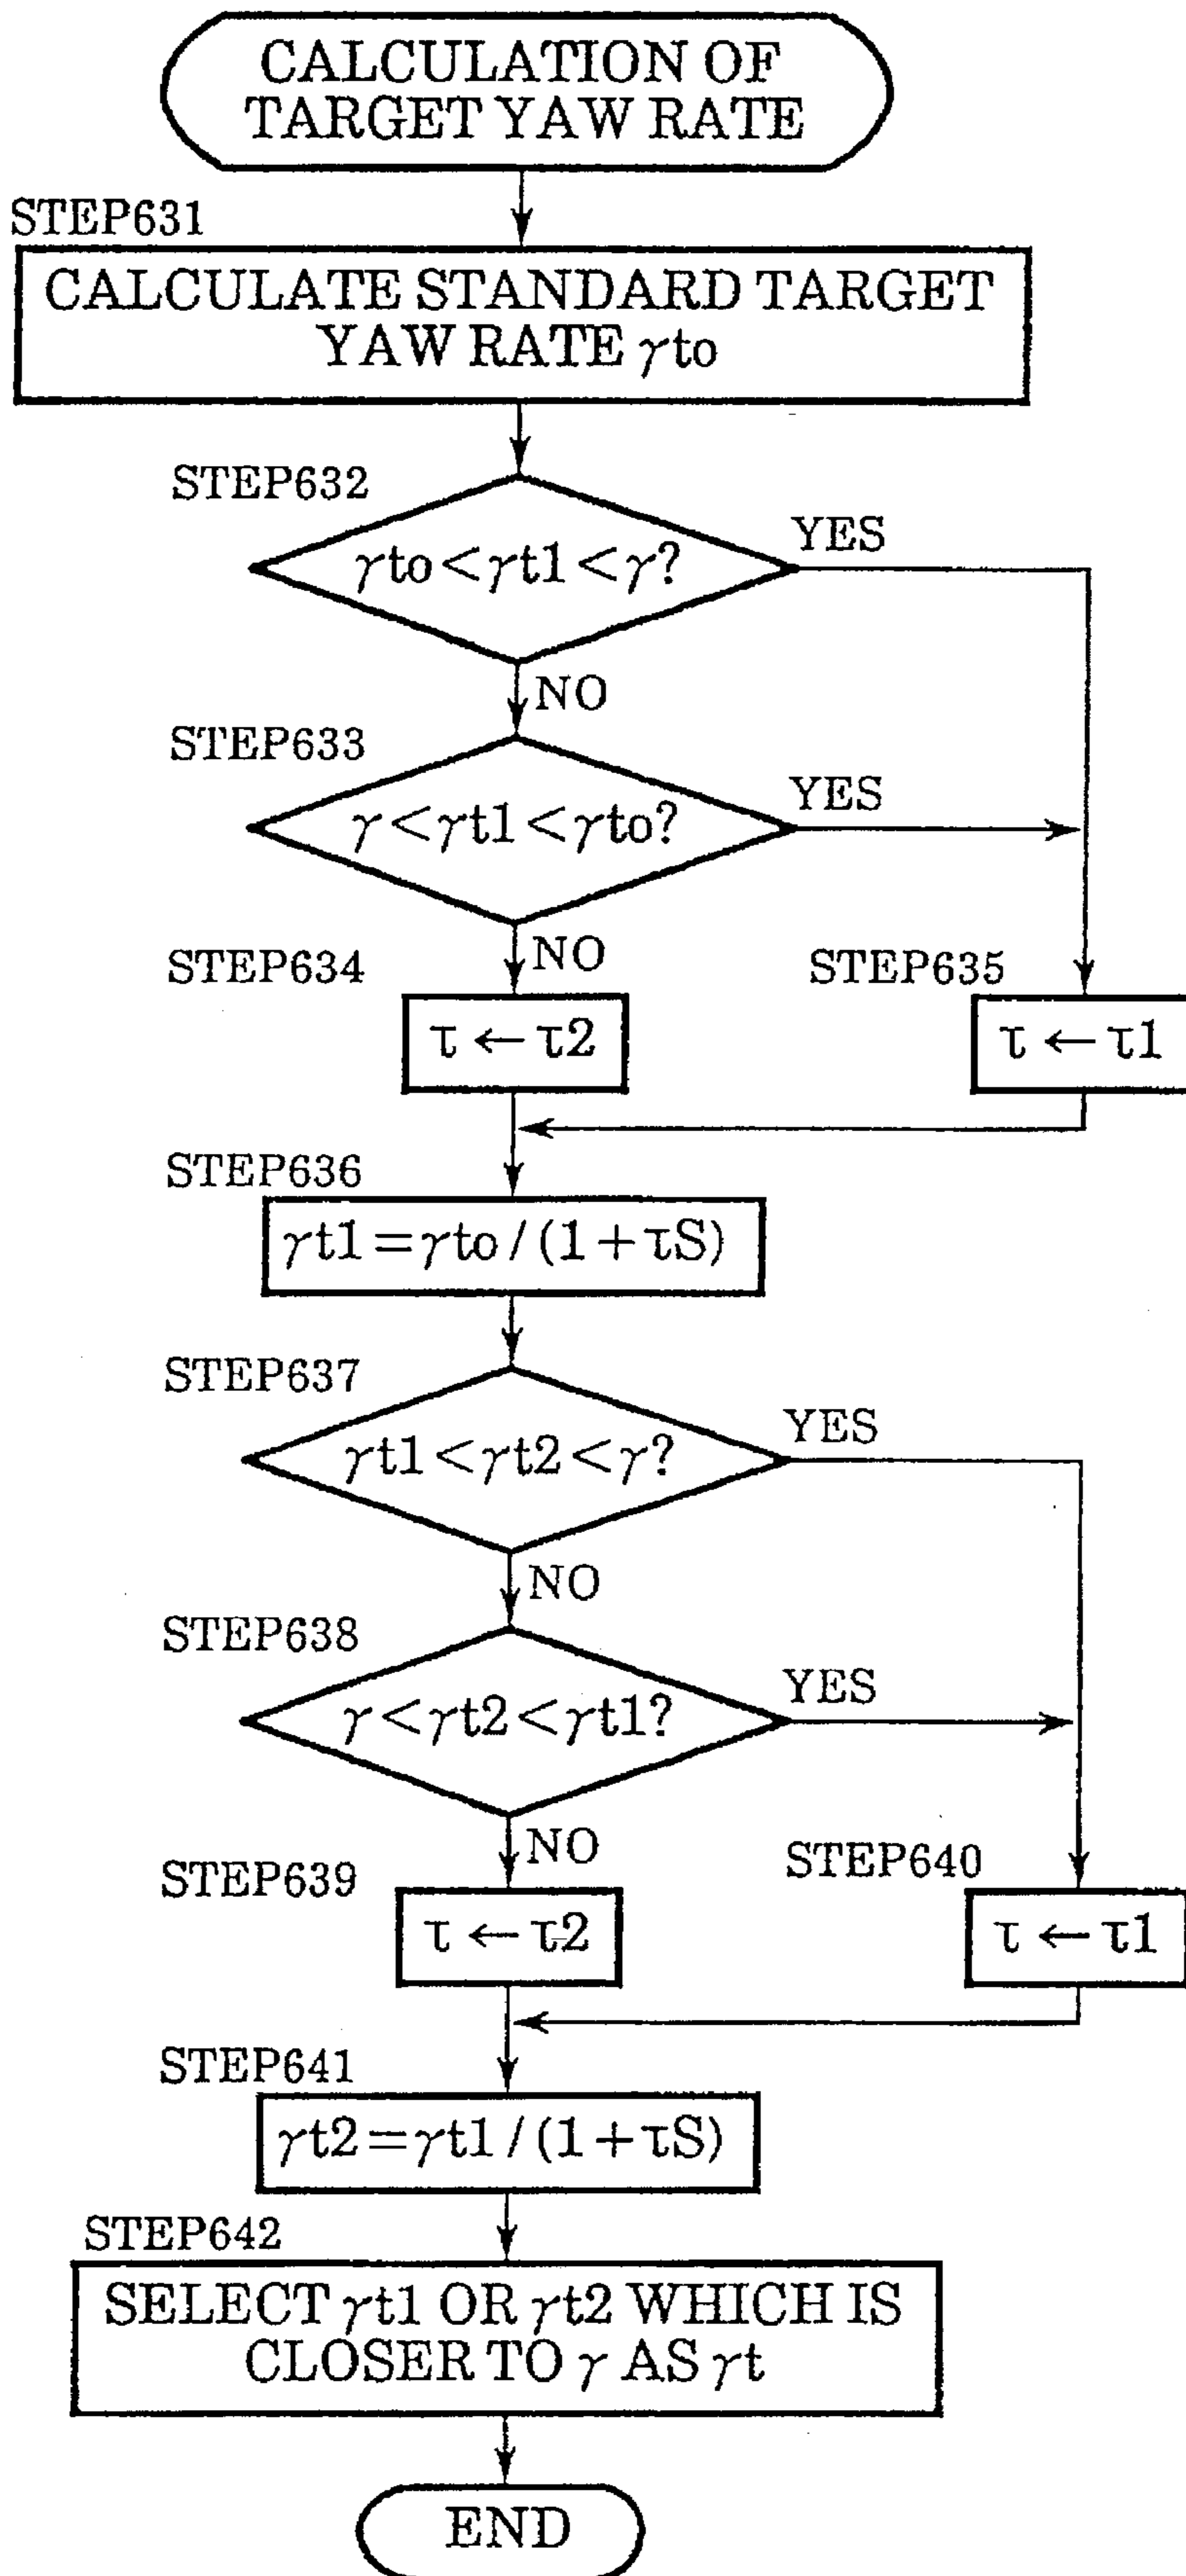 CALCULATION OF
TARGET YAW RATE
STEP631
CALCULATE STANDARD TARGET
YAW RATE γto
STEP632
γto<γt1<γ?
YES
NO
STEP633
γ<γt1<γto?
YES
NO
STEP634
τ ← τ2
STEP635
τ ← τ1
STEP636
γt1=γto/(1+τS)
STEP637
γt1<γt2<γ?
YES
NO
STEP638
γ<γt2<γt1?
YES
NO
STEP639
τ ← τ2
STEP640
τ ← τ1
STEP641
γt2=γt1/(1+τS)
STEP642
SELECT γt1 OR γt2 WHICH IS
CLOSER TO γ AS γt
END